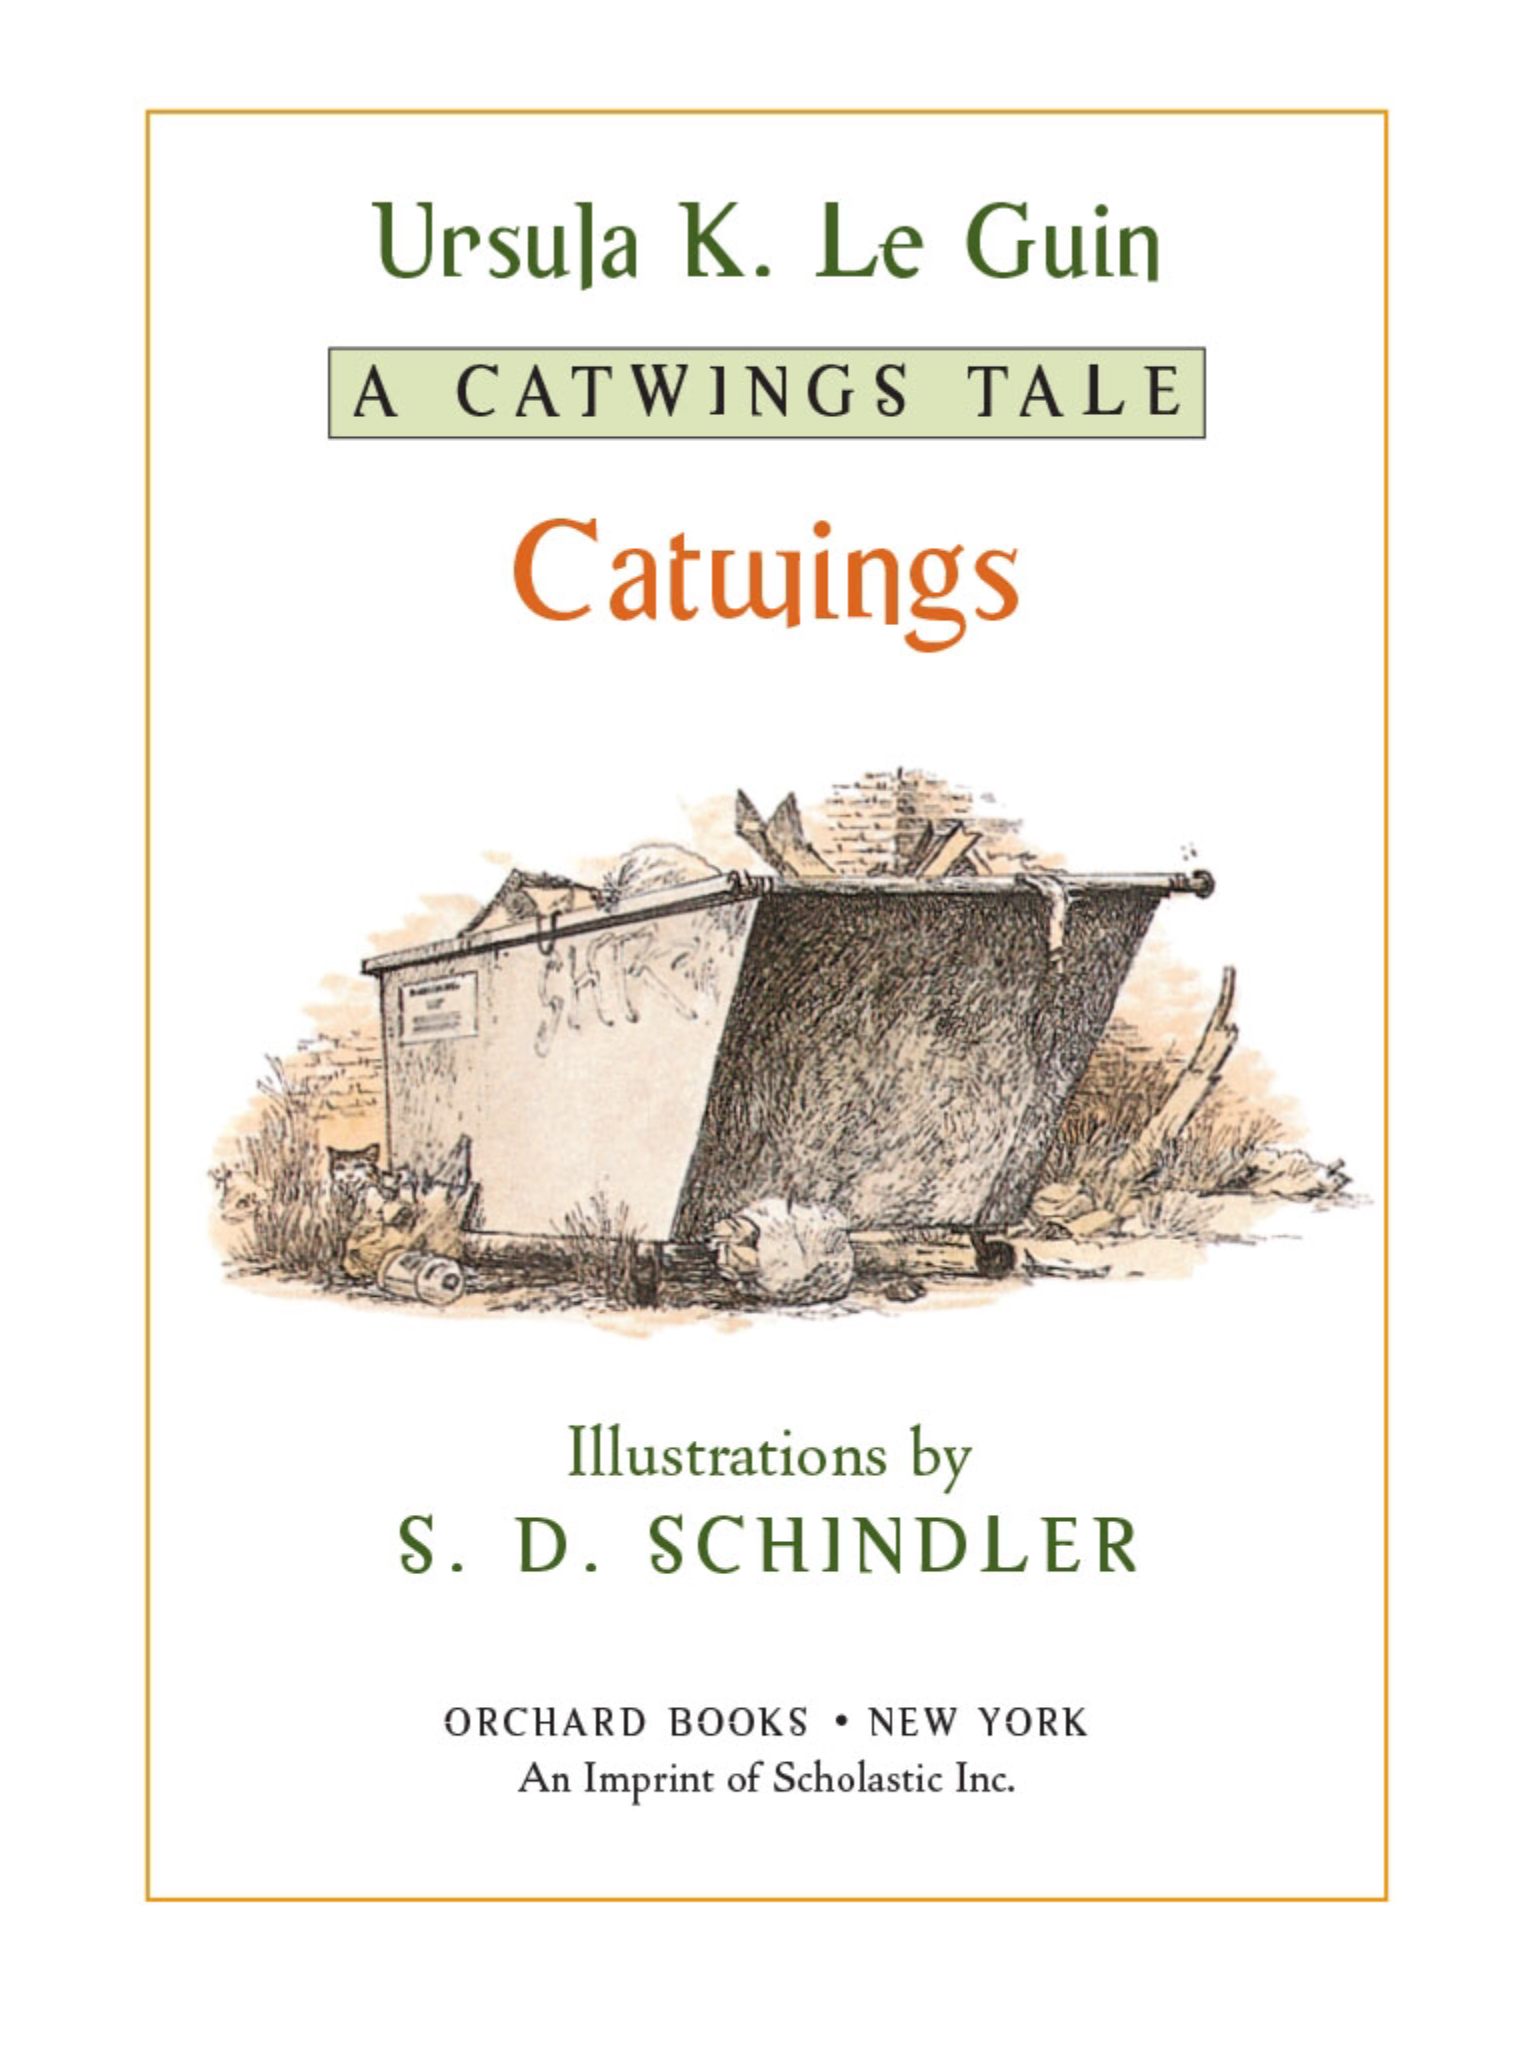 Ursula K. Le Guin
A CATWINGS TALE
Catwings
Illustrations by
S. D. SCHINDLER
ORCHARD BOOKS • NEW YORK
An Imprint of Scholastic Inc.